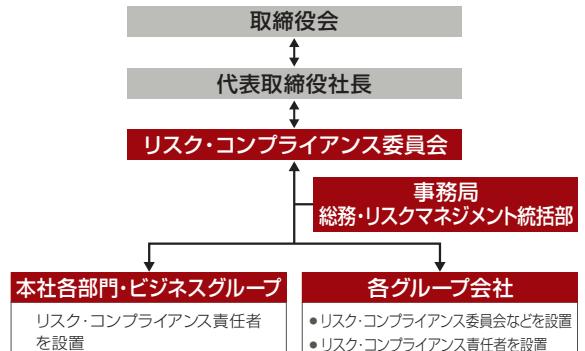 取締役会
代表取締役社長
リスク・コンプライアンス委員会
事務局
総務・リスクマネジメント統括部
本社各部門・ビジネスグループ
リスク・コンプライアンス責任者
を設置
各グループ会社
● リスク・コンプライアンス委員会などを設置
● リスク・コンプライアンス責任者を設置